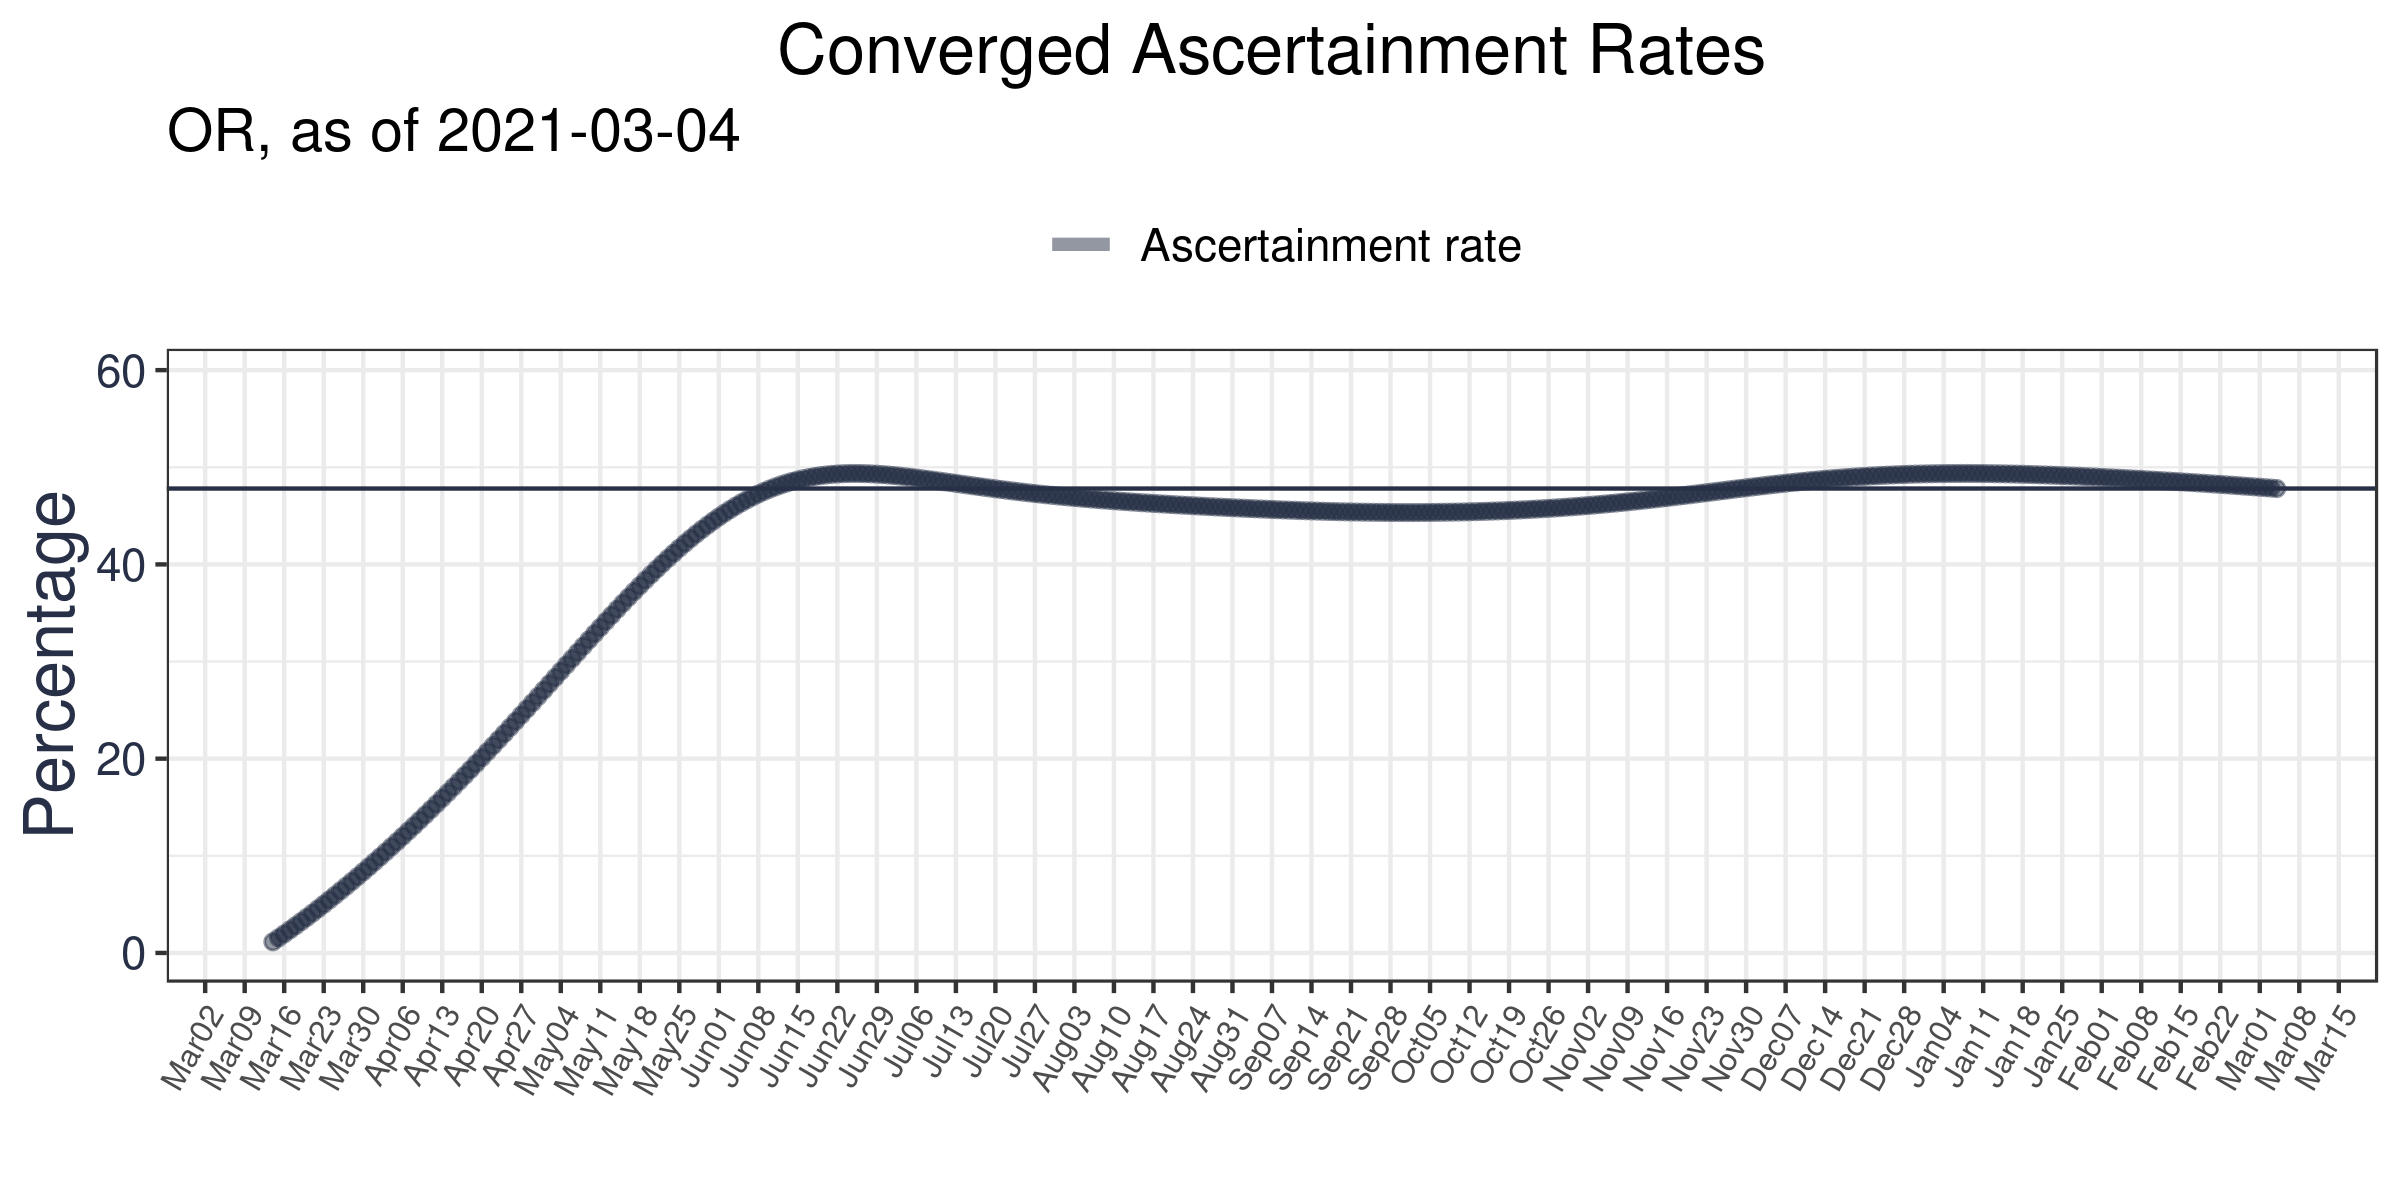 Converged Ascertainment Rates
OR, as of 2021-03-04
Ascertainment rate
Percentage
60
40
20
0
Mar02
Mar09
Mar16
Mar23
Mar30
Apr06
Apr13
Apr20
Apr27
May04
May11
May18
May25
Jun01
Jun08
Jun15
Jun22
Jun29
Jul06
Jul13
Jul20
Jul27
Aug03
Aug10
Aug17
Aug24
Aug31
Sep07
Sep14
Sep21
Sep28
Oct05
Oct12
Oct19
Oct26
Nov02
Nov09
Nov16
Nov23
Nov30
Dec07
Dec14
Dec21
Dec28
Jan04
Jan11
Jan18
Jan25
Feb01
Feb08
Feb15
Feb22
Mar01
Mar08
Mar15